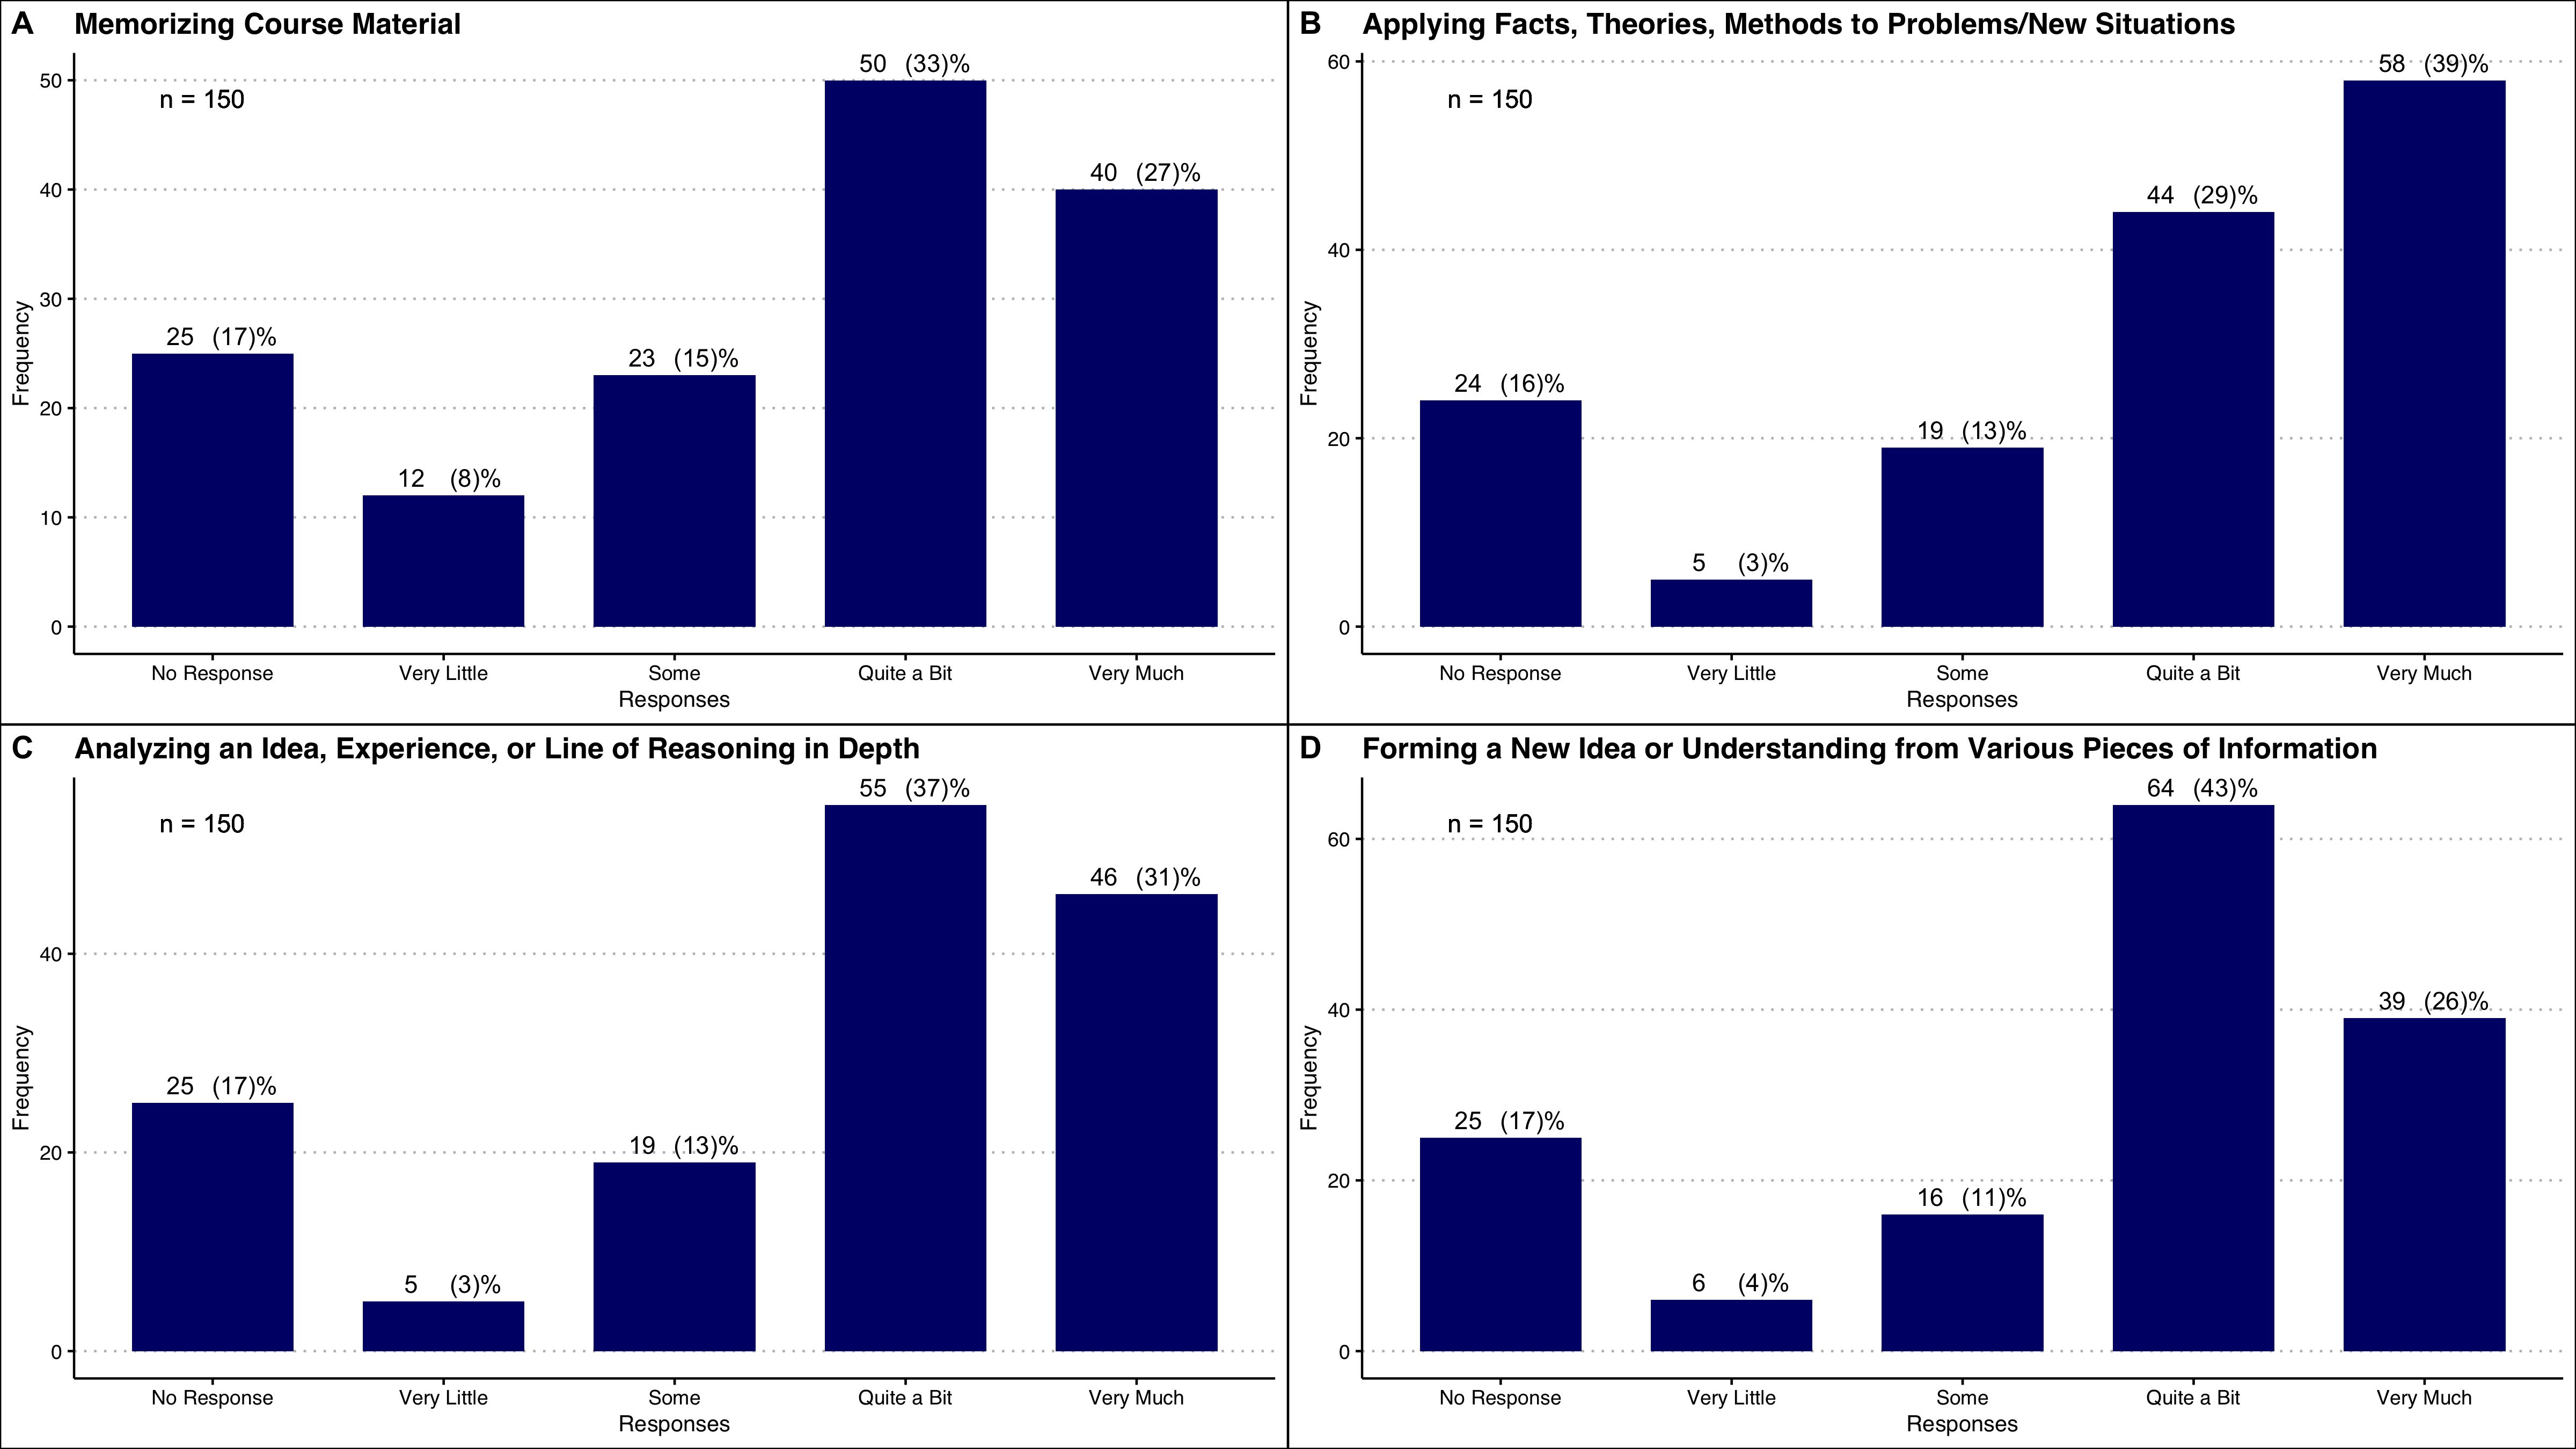 A Memorizing Course Material
n = 150
50 (33)%
40 (27)%
25 (17)%
23 (15)%
12 (8)%
50
40
30
20
10
0
Frequency
No Response Very Little Some Quite a Bit Very Much
Responses
B Applying Facts, Theories, Methods to Problems/New Situations
n = 150
58 (39)%
44 (29)%
24 (16)%
19 (13)%
5 (3)%
60
40
20
0
Frequency
No Response Very Little Some Quite a Bit Very Much
Responses
C Analyzing an Idea, Experience, or Line of Reasoning in Depth
n = 150
55 (37)%
46 (31)%
25 (17)%
19 (13)%
5 (3)%
40
20
0
Frequency
No Response Very Little Some Quite a Bit Very Much
Responses
D Forming a New Idea or Understanding from Various Pieces of Information
n = 150
64 (43)%
39 (26)%
25 (17)%
16 (11)%
6 (4)%
60
40
20
0
Frequency
No Response Very Little Some Quite a Bit Very Much
Responses